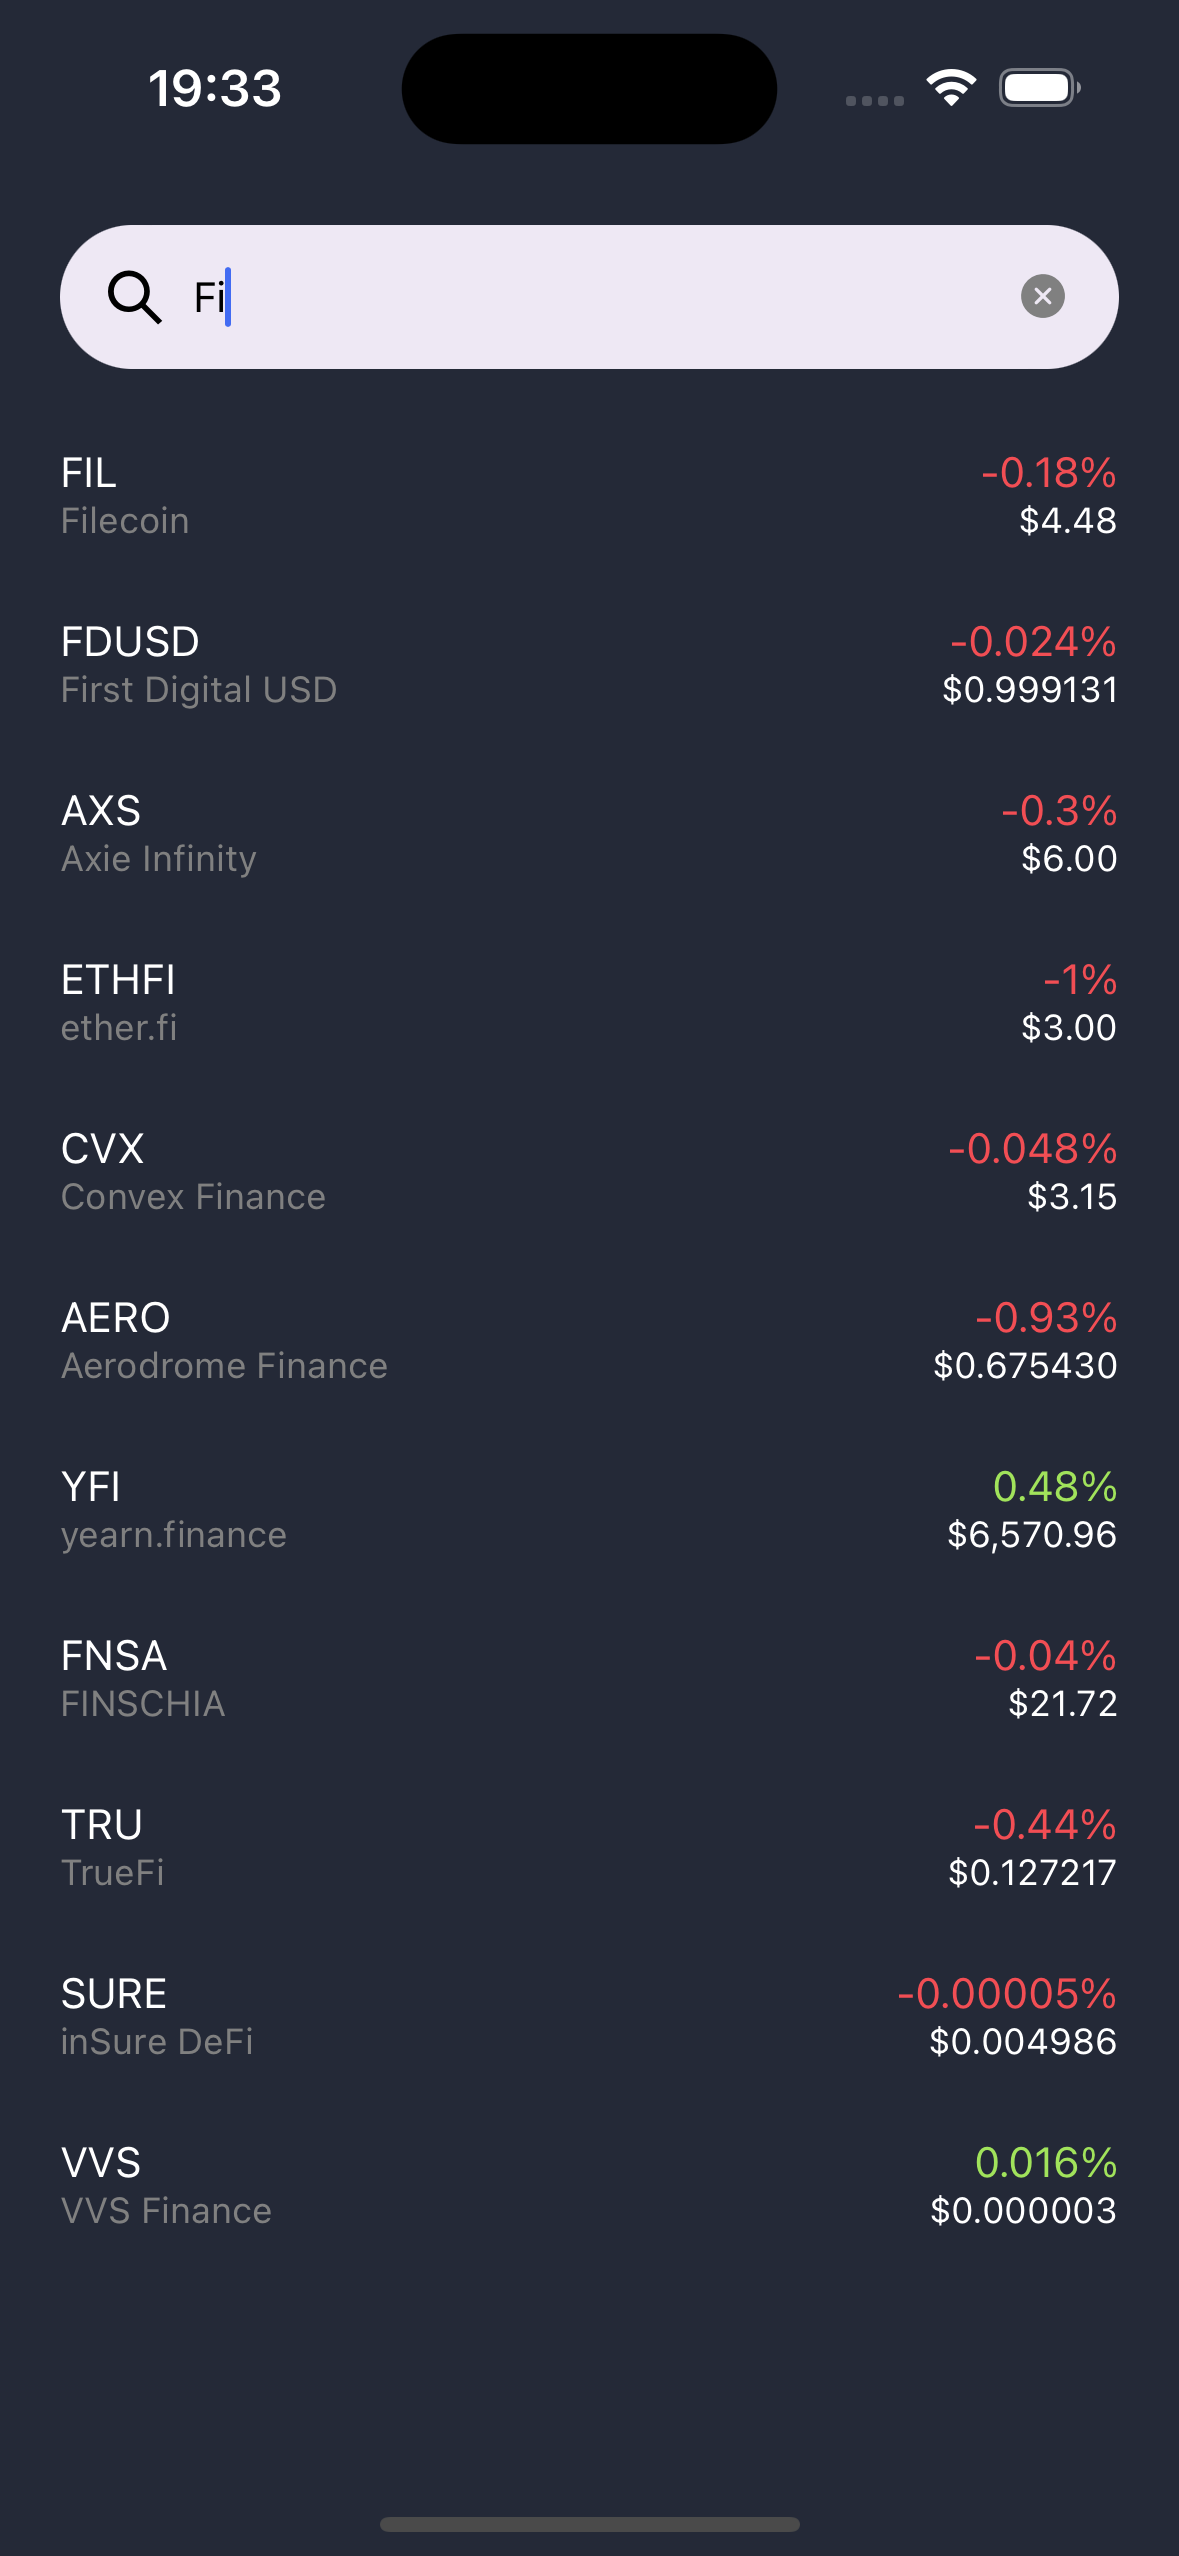 19:33
Fi
FIL
-0.18%
Filecoin
$4.48
FDUSD
-0.024%
First Digital USD
$0.999131
AXS
-0.3%
Axie Infinity
$6.00
ETHFI
-1%
ether.fi
$3.00
CVX
-0.048%
Convex Finance
$3.15
AERO
-0.93%
Aerodrome Finance
$0.675430
YFI
0.48%
yearn.finance
$6,570.96
FNSA
-0.04%
FINSCHIA
$21.72
TRU
-0.44%
TrueFi
$0.127217
SURE
-0.00005%
inSure DeFi
$0.004986
VVS
0.016%
VVS Finance
$0.000003